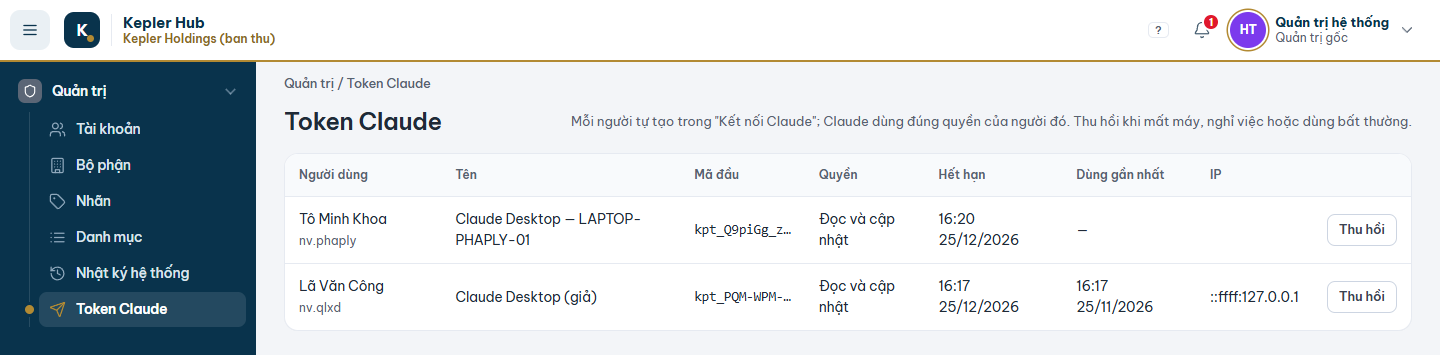 K
Kepler Hub
Kepler Holdings (ban thu)
?
1
HT
Quản trị hệ thống
Quản trị gốc
Quản trị
Tài khoản
Bộ phận
Nhãn
Danh mục
Nhật ký hệ thống
Token Claude
Quản trị / Token Claude
Token Claude
Mỗi người tự tạo trong "Kết nối Claude"; Claude dùng đúng quyền của người đó. Thu hồi khi mất máy, nghỉ việc hoặc dùng bất thường.
Người dùng Tên Mã đầu Quyền Hết hạn Dùng gần nhất IP
Tô Minh Khoa
nv.phaply
Claude Desktop — LAPTOP-
PHAPLY-01
kpt_Q9piGg_z…
Đọc và cập
nhật
16:20
25/12/2026
—
Thu hồi
Lã Văn Công
nv.qlxd
Claude Desktop (giả)
kpt_PQM-WPM-…
Đọc và cập
nhật
16:17
25/12/2026
16:17
25/11/2026
::ffff:127.0.0.1
Thu hồi